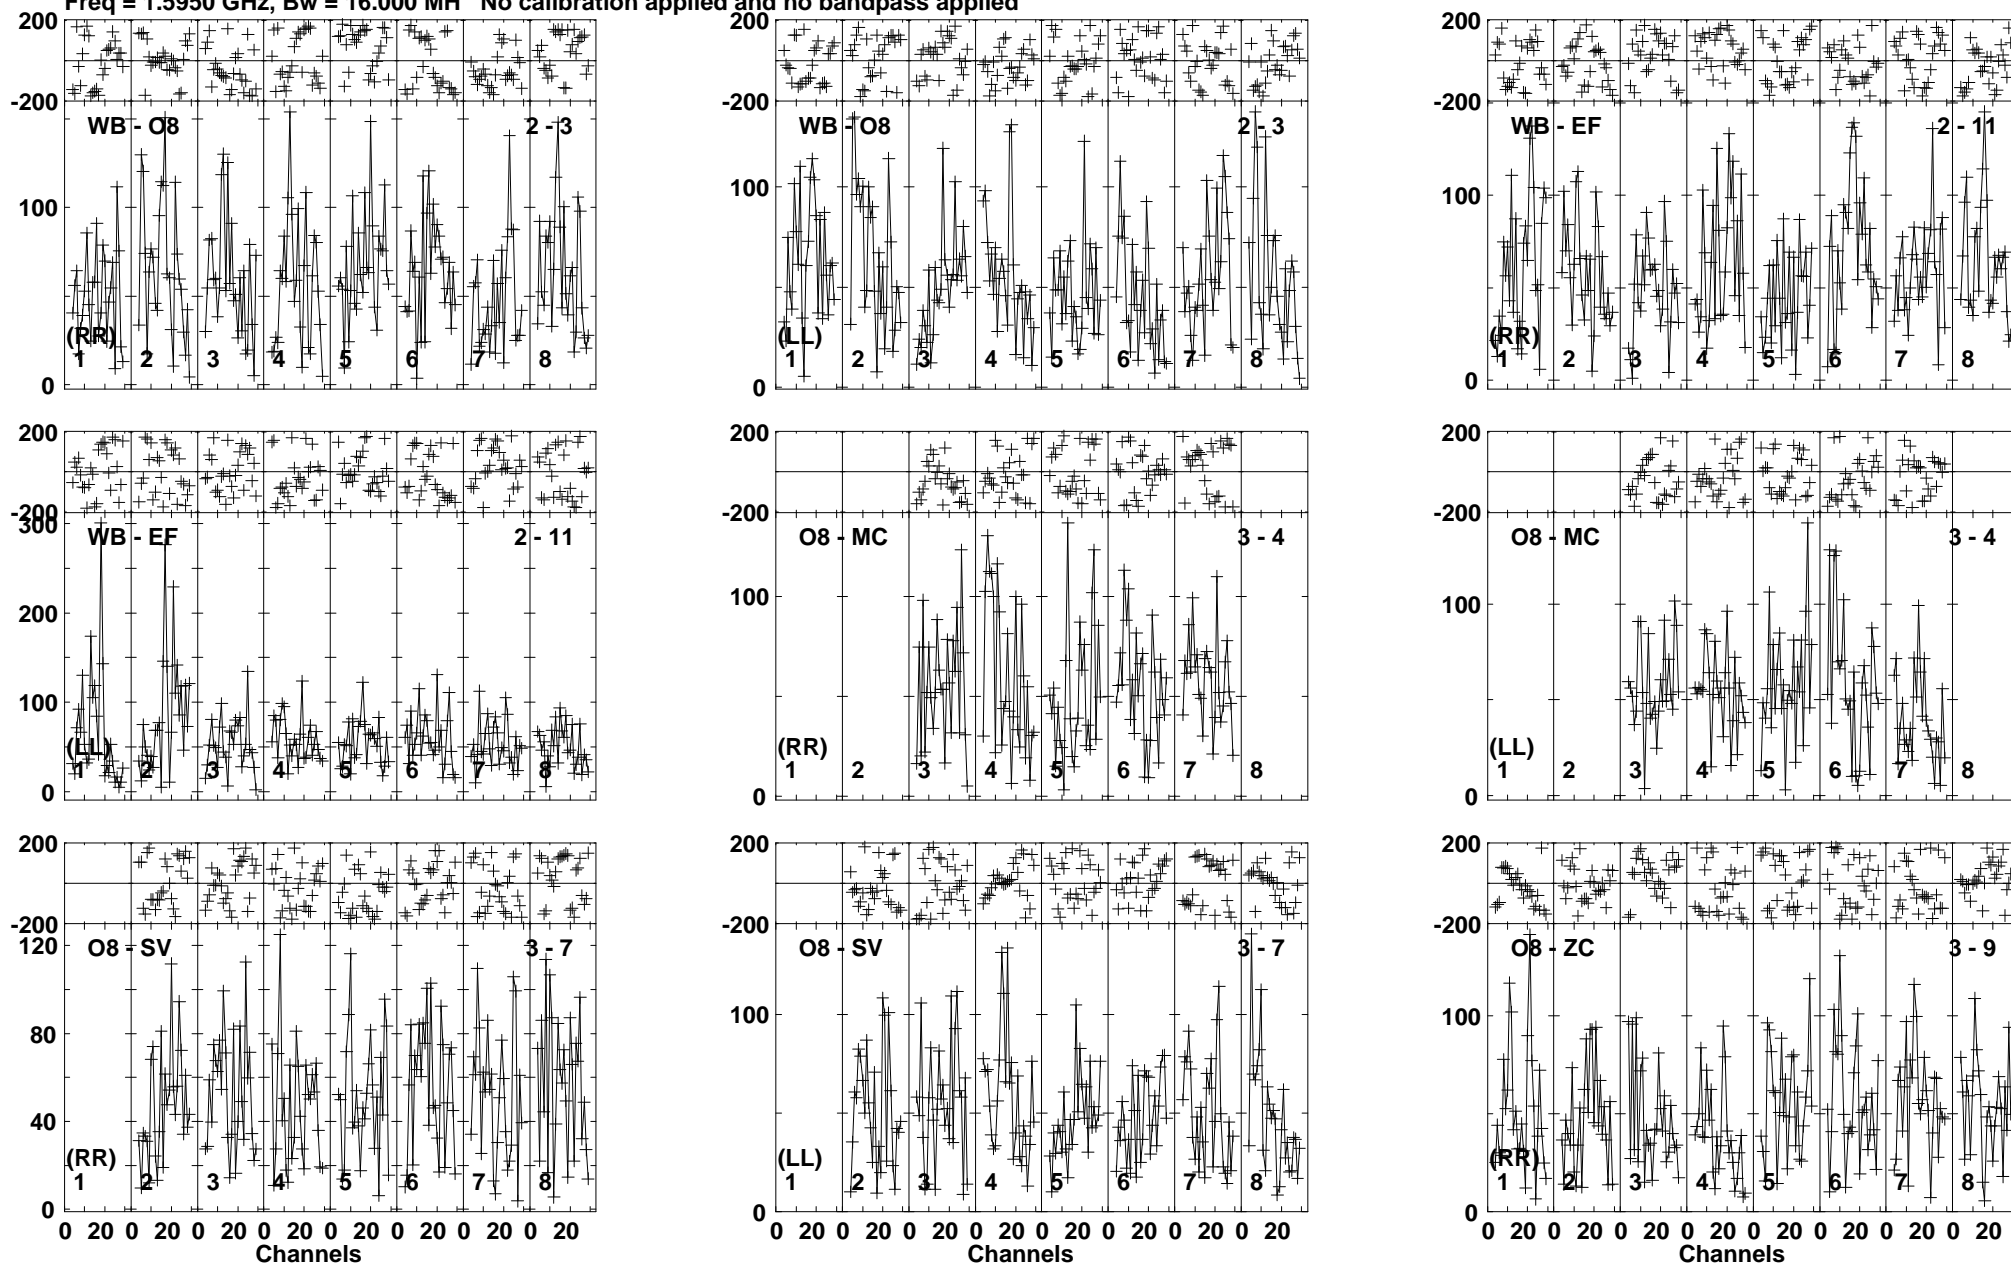 Freq = 1.5950 GHz, Bw = 16.000 MH No calibration applied and no bandpass applied
200 200 200
-200 -200 -200
WB - O8 2 - 3 WB - O8 2 - 3 WB - EF 2 - 11
100 100 100
(RR) (LL) (RR)
1 2 3 4 5 6 7 8 1 2 3 4 5 6 7 8 1 2 3 4 5 6 7 8
0 0 0
200 200 200
-200 -200 -200
300
WB - EF 2 - 11 O8 - MC 3 - 4 O8 - MC 3 - 4
200
100 100 100
(LL) (RR) (LL)
1 2 3 4 5 6 7 8 1 2 3 4 5 6 7 8 1 2 3 4 5 6 7 8
0 0 0
200 200 200
-200 -200 -200
120
O8 - SV 3 - 7 O8 - SV 3 - 7 O8 - ZC 3 - 9
80 100 100
40
(RR) (LL) (RR)
1 2 3 4 5 6 7 8 1 2 3 4 5 6 7 8 1 2 3 4 5 6 7 8
0 0 0
0 20 0 20 0 20 0 20 0 20 0 20 0 20 0 20 0 20 0 20 0 20 0 20 0 20 0 20 0 20 0 20 0 20 0 20 0 20 0 20 0 20 0 20 0 20 0 20
Channels Channels Channels